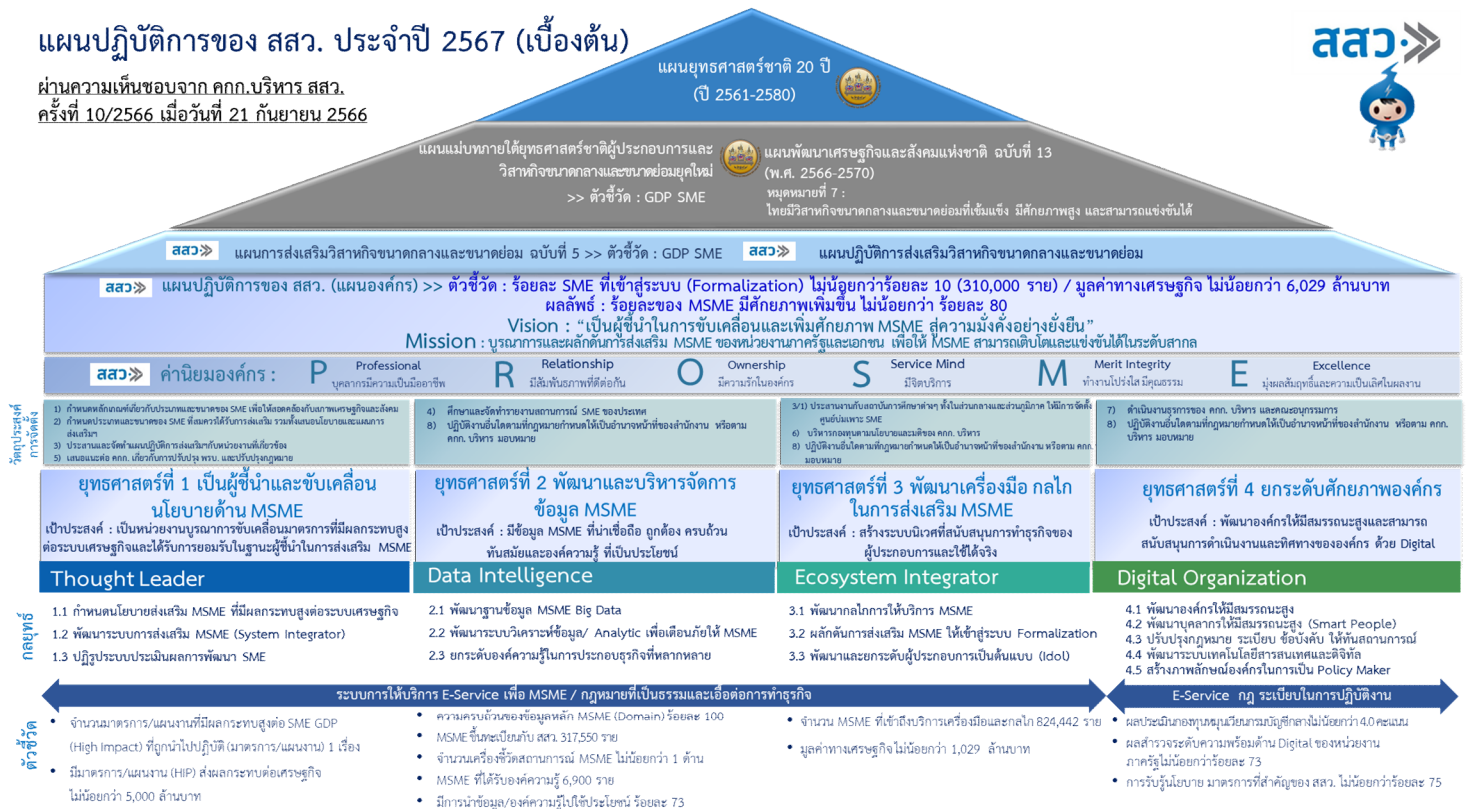 แผนปฏิบัติการของ สสว. ประจำปี 2567 (เบื้องต้น)
ผ่านความเห็นชอบจาก คกก.บริหาร สสว.
ครั้งที่ 10/2566 เมื่อวันที่ 21 กันยายน 2566
สสว
แผนยุทธศาสตร์ชาติ 20 ปี
(ปี 2561-2580)
แผนแม่บทภายใต้ยุทธศาสตร์ชาติผู้ประกอบการและ
วิสาหกิจขนาดกลางและขนาดย่อมยุคใหม่
>> ตัวชี้วัด : GDP SME
แผนพัฒนาเศรษฐกิจและสังคมแห่งชาติ ฉบับที่ 13
(พ.ศ. 2566-2570)
หมุดหมายที่ 7 :
ไทยมีวิสาหกิจขนาดกลางและขนาดย่อมที่เข้มแข็ง มีศักยภาพสูง และสามารถแข่งขันได้
สสว แผนการส่งเสริมวิสาหกิจขนาดกลางและขนาดย่อม ฉบับที่ 5 >> ตัวชี้วัด : GDP SME สสว แผนปฏิบัติการส่งเสริมวิสาหกิจขนาดกลางและขนาดย่อม
สสว แผนปฏิบัติการของ สสว. (แผนองค์กร) >> ตัวชี้วัด : ร้อยละ SME ที่เข้าสู่ระบบ (Formalization) ไม่น้อยกว่าร้อยละ 10 (310,000 ราย) / มูลค่าทางเศรษฐกิจ ไม่น้อยกว่า 6,029 ล้านบาท
ผลลัพธ์ : ร้อยละของ MSME มีศักยภาพเพิ่มขึ้น ไม่น้อยกว่า ร้อยละ 80
Vision : “เป็นผู้ชี้นำในการขับเคลื่อนและเพิ่มศักยภาพ MSME สู่ความมั่งคั่งอย่างยั่งยืน”
Mission : บูรณาการและผลักดันการส่งเสริม MSME ของหน่วยงานภาครัฐและเอกชน เพื่อให้ MSME สามารถเติบโตและแข่งขันได้ในระดับสากล
สสว ค่านิยมองค์กร :
P Professional
บุคลากรมีความเป็นมืออาชีพ
R Relationship
มีสัมพันธภาพที่ดีต่อกัน
O Ownership
มีความรักในองค์กร
S Service Mind
มีจิตบริการ
M Merit Integrity
ทำงานโปร่งใส มีคุณธรรม
E Excellence
มุ่งผลสัมฤทธิ์และความเป็นเลิศในผลงาน
วัตถุประสงค์
การจัดตั้ง
1) กำหนดหลักเกณฑ์เกี่ยวกับประเภทและขนาดของ SME เพื่อให้สอดคล้องกับสภาพเศรษฐกิจและสังคม
2) กำหนดประเภทและขนาดของ SME ที่สมควรได้รับการส่งเสริม รวมทั้งเสนอนโยบายและแผนการ
ส่งเสริมฯ
3) ประสานและจัดทำแผนปฏิบัติการส่งเสริมฯกับหน่วยงานที่เกี่ยวข้อง
5) เสนอแนะต่อ คกก. เกี่ยวกับการปรับปรุง พรบ. และปรับปรุงกฎหมาย
4) ศึกษาและจัดทำรายงานสถานการณ์ SME ของประเทศ
8) ปฏิบัติงานอื่นใดตามที่กฎหมายกำหนดให้เป็นอำนาจหน้าที่ของสำนักงาน หรือตาม
คกก. บริหาร มอบหมาย
3/1) ประสานงานกับสถาบันการศึกษาต่างๆ ทั้งในส่วนกลางและส่วนภูมิภาค ให้มีการจัดตั้ง
ศูนย์บ่มเพาะ SME
6) บริหารกองทุนตามนโยบายและมติของ คกก. บริหาร
8) ปฏิบัติงานอื่นใดตามที่กฎหมายกำหนดให้เป็นอำนาจหน้าที่ของสำนักงาน หรือตาม คกก.
มอบหมาย
7) ดำเนินงานธุรการของ คกก. บริหาร และคณะอนุกรรมการ
8) ปฏิบัติงานอื่นใดตามที่กฎหมายกำหนดให้เป็นอำนาจหน้าที่ของสำนักงาน หรือตาม คกก.
บริหาร มอบหมาย
ยุทธศาสตร์ที่ 1 เป็นผู้ชี้นำและขับเคลื่อน
นโยบายด้าน MSME
เป้าประสงค์ : เป็นหน่วยงานบูรณาการขับเคลื่อนมาตรการที่มีผลกระทบสูง
ต่อระบบเศรษฐกิจและได้รับการยอมรับในฐานะผู้ชี้นำในการส่งเสริม MSME
ยุทธศาสตร์ที่ 2 พัฒนาและบริหารจัดการ
ข้อมูล MSME
เป้าประสงค์ : มีข้อมูล MSME ที่น่าเชื่อถือ ถูกต้อง ครบถ้วน
ทันสมัยและองค์ความรู้ ที่เป็นประโยชน์
ยุทธศาสตร์ที่ 3 พัฒนาเครื่องมือ กลไก
ในการส่งเสริม MSME
เป้าประสงค์ : สร้างระบบนิเวศที่สนับสนุนการทำธุรกิจของ
ผู้ประกอบการและใช้ได้จริง
ยุทธศาสตร์ที่ 4 ยกระดับศักยภาพองค์กร
เป้าประสงค์ : พัฒนาองค์กรให้มีสมรรถนะสูงและสามารถ
สนับสนุนการดำเนินงานและทิศทางขององค์กร ด้วย Digital
Thought Leader
Data Intelligence
Ecosystem Integrator
Digital Organization
กลยุทธ์
1.1 กำหนดนโยบายส่งเสริม MSME ที่มีผลกระทบสูงต่อระบบเศรษฐกิจ
1.2 พัฒนาระบบการส่งเสริม MSME (System Integrator)
1.3 ปฏิรูประบบประเมินผลการพัฒนา SME
2.1 พัฒนาฐานข้อมูล MSME Big Data
2.2 พัฒนาระบบวิเคราะห์ข้อมูล/ Analytic เพื่อเตือนภัยให้ MSME
2.3 ยกระดับองค์ความรู้ในการประกอบธุรกิจที่หลากหลาย
3.1 พัฒนากลไกการให้บริการ MSME
3.2 ผลักดันการส่งเสริม MSME ให้เข้าสู่ระบบ Formalization
3.3 พัฒนาและยกระดับผู้ประกอบการเป็นต้นแบบ (Idol)
4.1 พัฒนาองค์กรให้มีสมรรถนะสูง
4.2 พัฒนาบุคลากรให้มีสมรรถนะสูง (Smart People)
4.3 ปรับปรุงกฎหมาย ระเบียบ ข้อบังคับ ให้ทันสถานการณ์
4.4 พัฒนาระบบเทคโนโลยีสารสนเทศและดิจิทัล
4.5 สร้างภาพลักษณ์องค์กรในการเป็น Policy Maker
ระบบการให้บริการ E-Service เพื่อ MSME / กฎหมายที่เป็นธรรมและเอื้อต่อการทำธุรกิจ
E-Service กฎ ระเบียบในการปฏิบัติงาน
ตัวชี้วัด
• จำนวนมาตรการ/แผนงานที่มีผลกระทบสูงต่อ SME GDP
(High Impact) ที่ถูกนำไปปฏิบัติ (มาตรการ/แผนงาน) 1 เรื่อง
• มีมาตรการ/แผนงาน (HIP) ส่งผลกระทบต่อเศรษฐกิจ
ไม่น้อยกว่า 5,000 ล้านบาท
• ความครบถ้วนของข้อมูลหลัก MSME (Domain) ร้อยละ 100
• MSME ขึ้นทะเบียนกับ สสว. 317,550 ราย
• จำนวนเครื่องชี้วัดสถานการณ์ MSME ไม่น้อยกว่า 1 ด้าน
• MSME ที่ได้รับองค์ความรู้ 6,900 ราย
• มีการนำข้อมูล/องค์ความรู้ไปใช้ประโยชน์ ร้อยละ 73
• จำนวน MSME ที่เข้าถึงบริการเครื่องมือและกลไก 824,442 ราย
• มูลค่าทางเศรษฐกิจไม่น้อยกว่า 1,029 ล้านบาท
• ผลประเมินกองทุนหมุนเวียนกรมบัญชีกลางไม่น้อยกว่า 4.0 คะแนน
• ผลสำรวจระดับความพร้อมด้าน Digital ของหน่วยงาน
ภาครัฐไม่น้อยกว่าร้อยละ 73
• การรับรู้นโยบาย มาตรการที่สำคัญของ สสว. ไม่น้อยกว่าร้อยละ 75